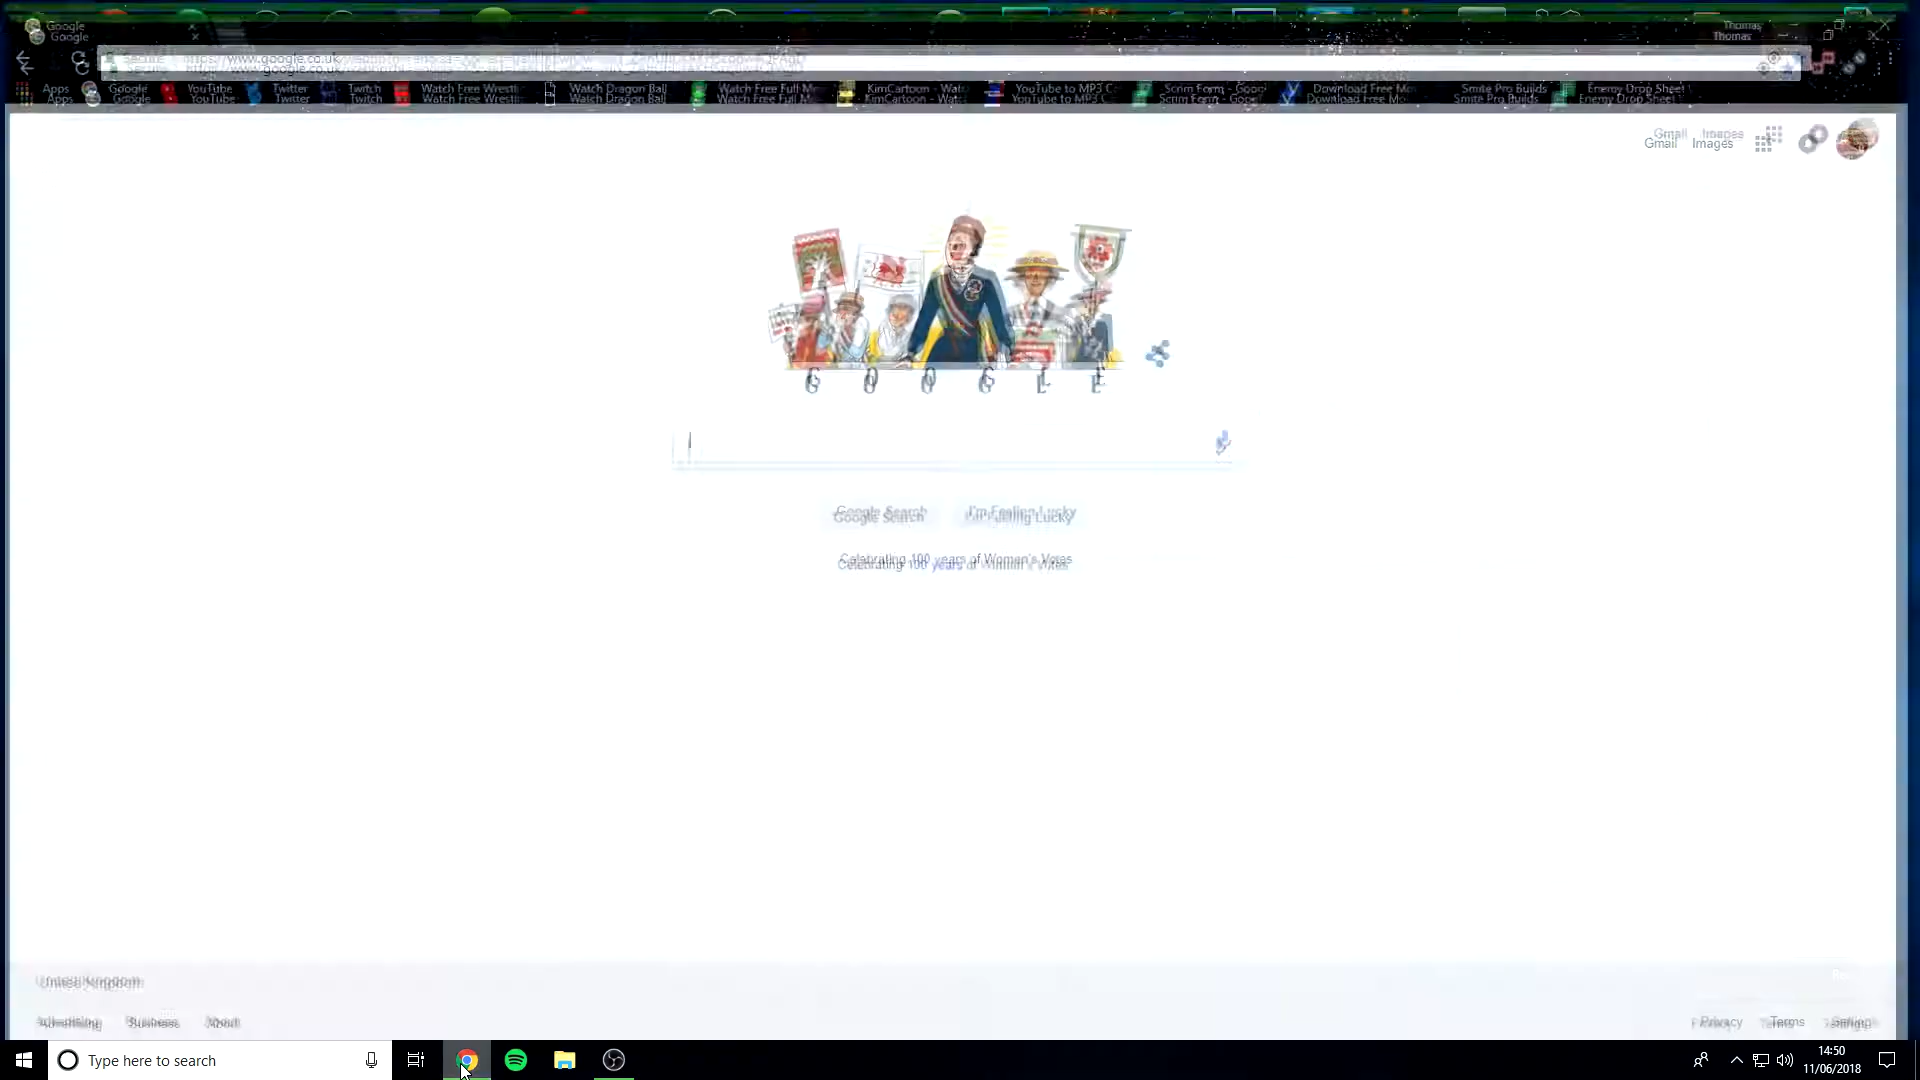 Google
Thomas
www.google.co.uk
Apps Google YouTube Twitter Twitch Watch Free Wrestli Watch Dragon Ball Watch Free Full M KimCartoon - Wat YouTube to MP3 C Scrim Form - Goo Download Free Mo Smite Pro Builds Enemy Drop Sheet
Gmail Images
G O O G L E
Google Search I'm Feeling Lucky
Celebrating 100 years of Women's Votes
United Kingdom
Advertising Business About Privacy Terms Settings
Type here to search
14:50
11/06/2018